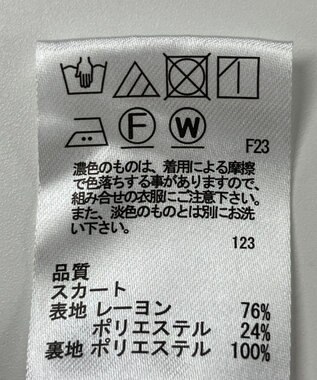 F
W
F23
濃色のものは、着用による摩擦
で色落ちする事がありますので、
組み合せの衣服にご注意下さい。
また、淡色のものとは別にお洗
い下さい。
123
品質
スカート
表地 レーヨン 76%
ポリエステル 24%
裏地 ポリエステル 100%